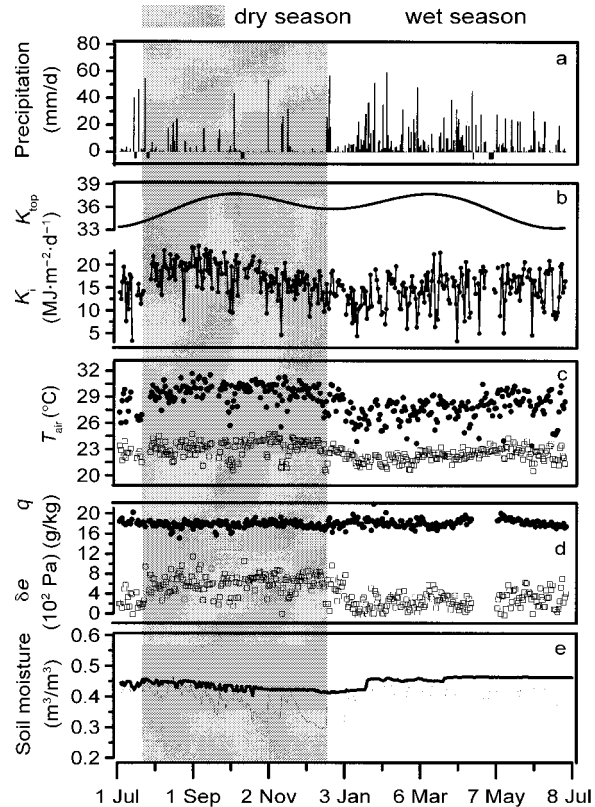 dry season wet season
a
Precipitation
(mm/d)
80
60
40
20
0
b
K_top
39
36
33
K_i
(MJ·m⁻²·d⁻¹)
20
15
10
5
c
T_air (°C)
32
29
26
23
20
d
δe q
(10² Pa) (g/kg)
20
16
12
8
4
0
e
Soil moisture
(m³/m³)
0.6
0.5
0.4
0.3
0.2
1 Jul 1 Sep 2 Nov 3 Jan 6 Mar 7 May 8 Jul